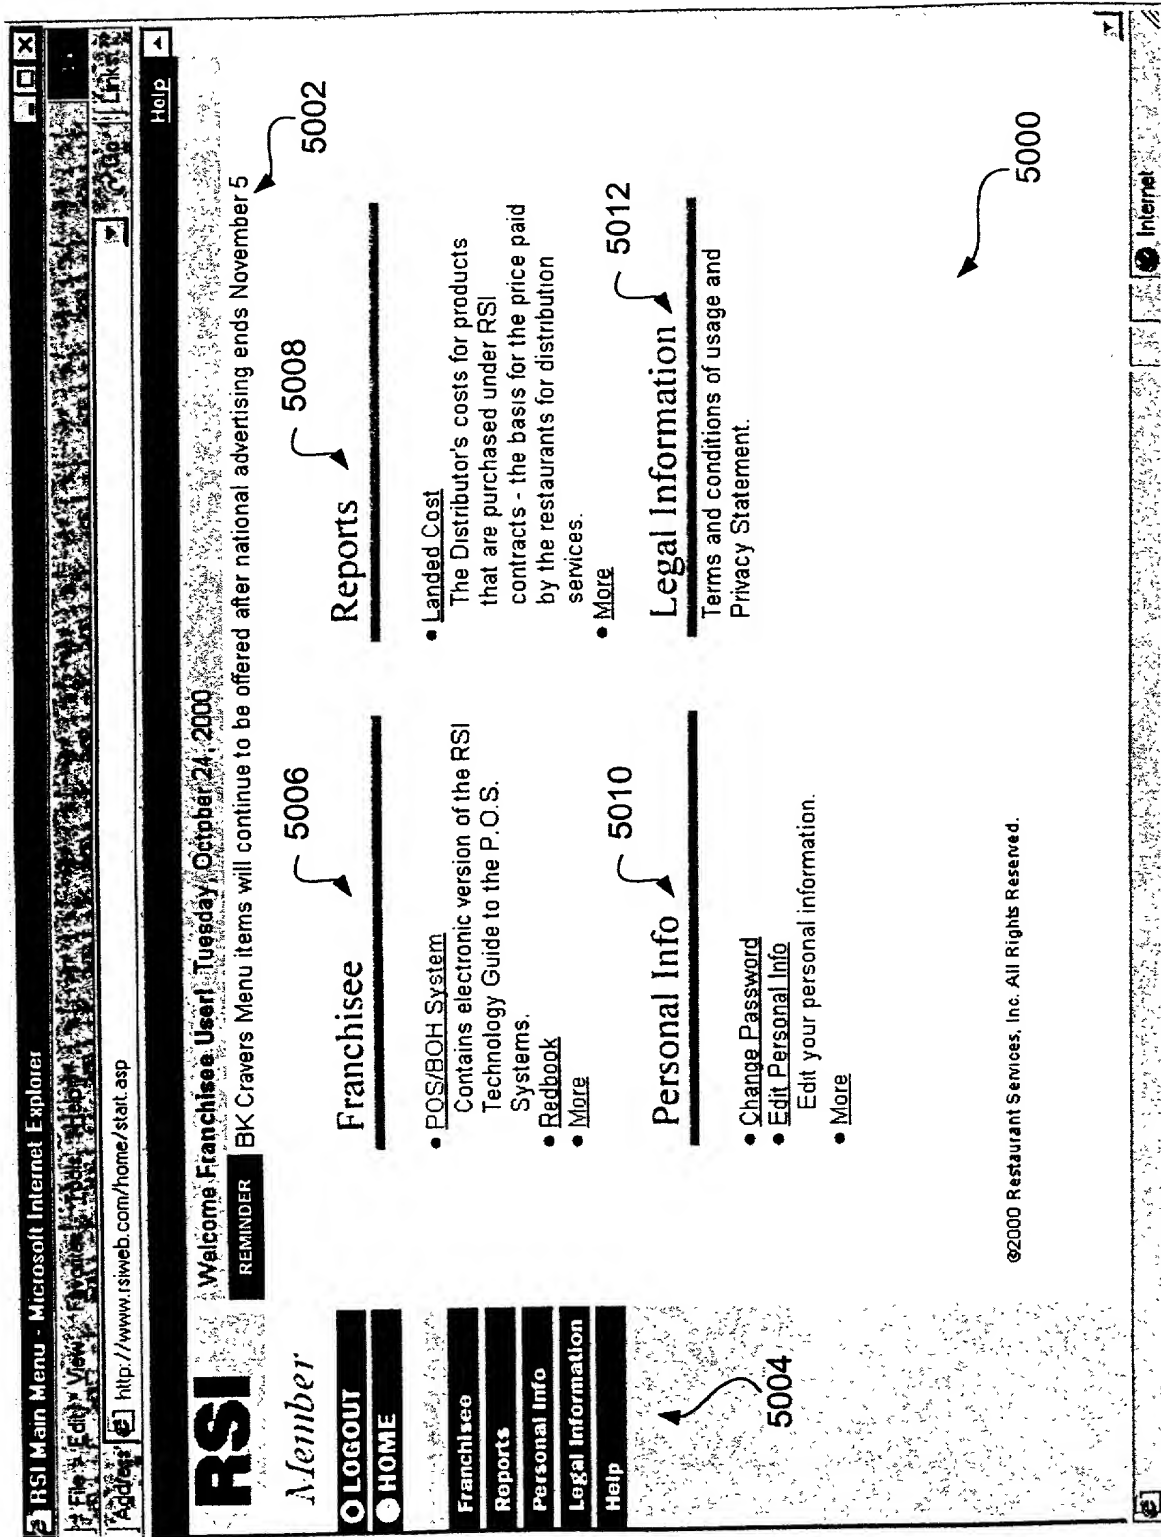 RSI Main Menu - Microsoft Internet Explorer
File Edit View Favorites Tools Help
Address http://www.rsiweb.com/home/stat.asp Go Links
Help
RSI
Welcome Franchisee User! Tuesday, October 24, 2000
REMINDER BK Cravers Menu items will continue to be offered after national advertising ends November 5
5002
Member
LOGOUT
HOME
Franchisee
Reports
Personal Info
Legal Information
Help
5004
Franchisee
5006
• POS/BOH System
Contains electronic version of the RSI
Technology Guide to the P.O.S.
Systems.
• Redbook
• More
Reports
5008
• Landed Cost
The Distributor's costs for products
that are purchased under RSI
contracts - the basis for the price paid
by the restaurants for distribution
services.
• More
Personal Info
5010
• Change Password
• Edit Personal Info
Edit your personal information.
• More
Legal Information
5012
Terms and conditions of usage and
Privacy Statement.
5000
©2000 Restaurant Services, Inc. All Rights Reserved.
Internet